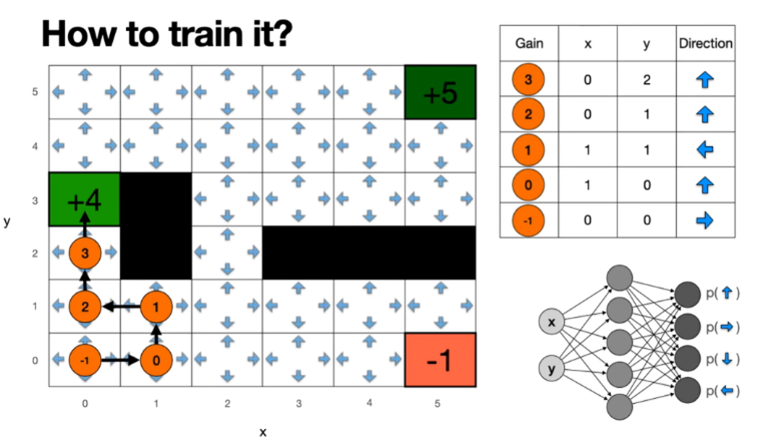 How to train it?
Gain x y Direction
3 0 2 ⬆
2 0 1 ⬆
1 1 1 ⬅
0 1 0 ⬆
-1 0 0 ➡
5 +5
4
y 3 +4
2 3
1 2 1
0 -1 0 -1
0 1 2 3 4 5
x
x
y
p(⬆)
p(➡)
p(⬇)
p(⬅)